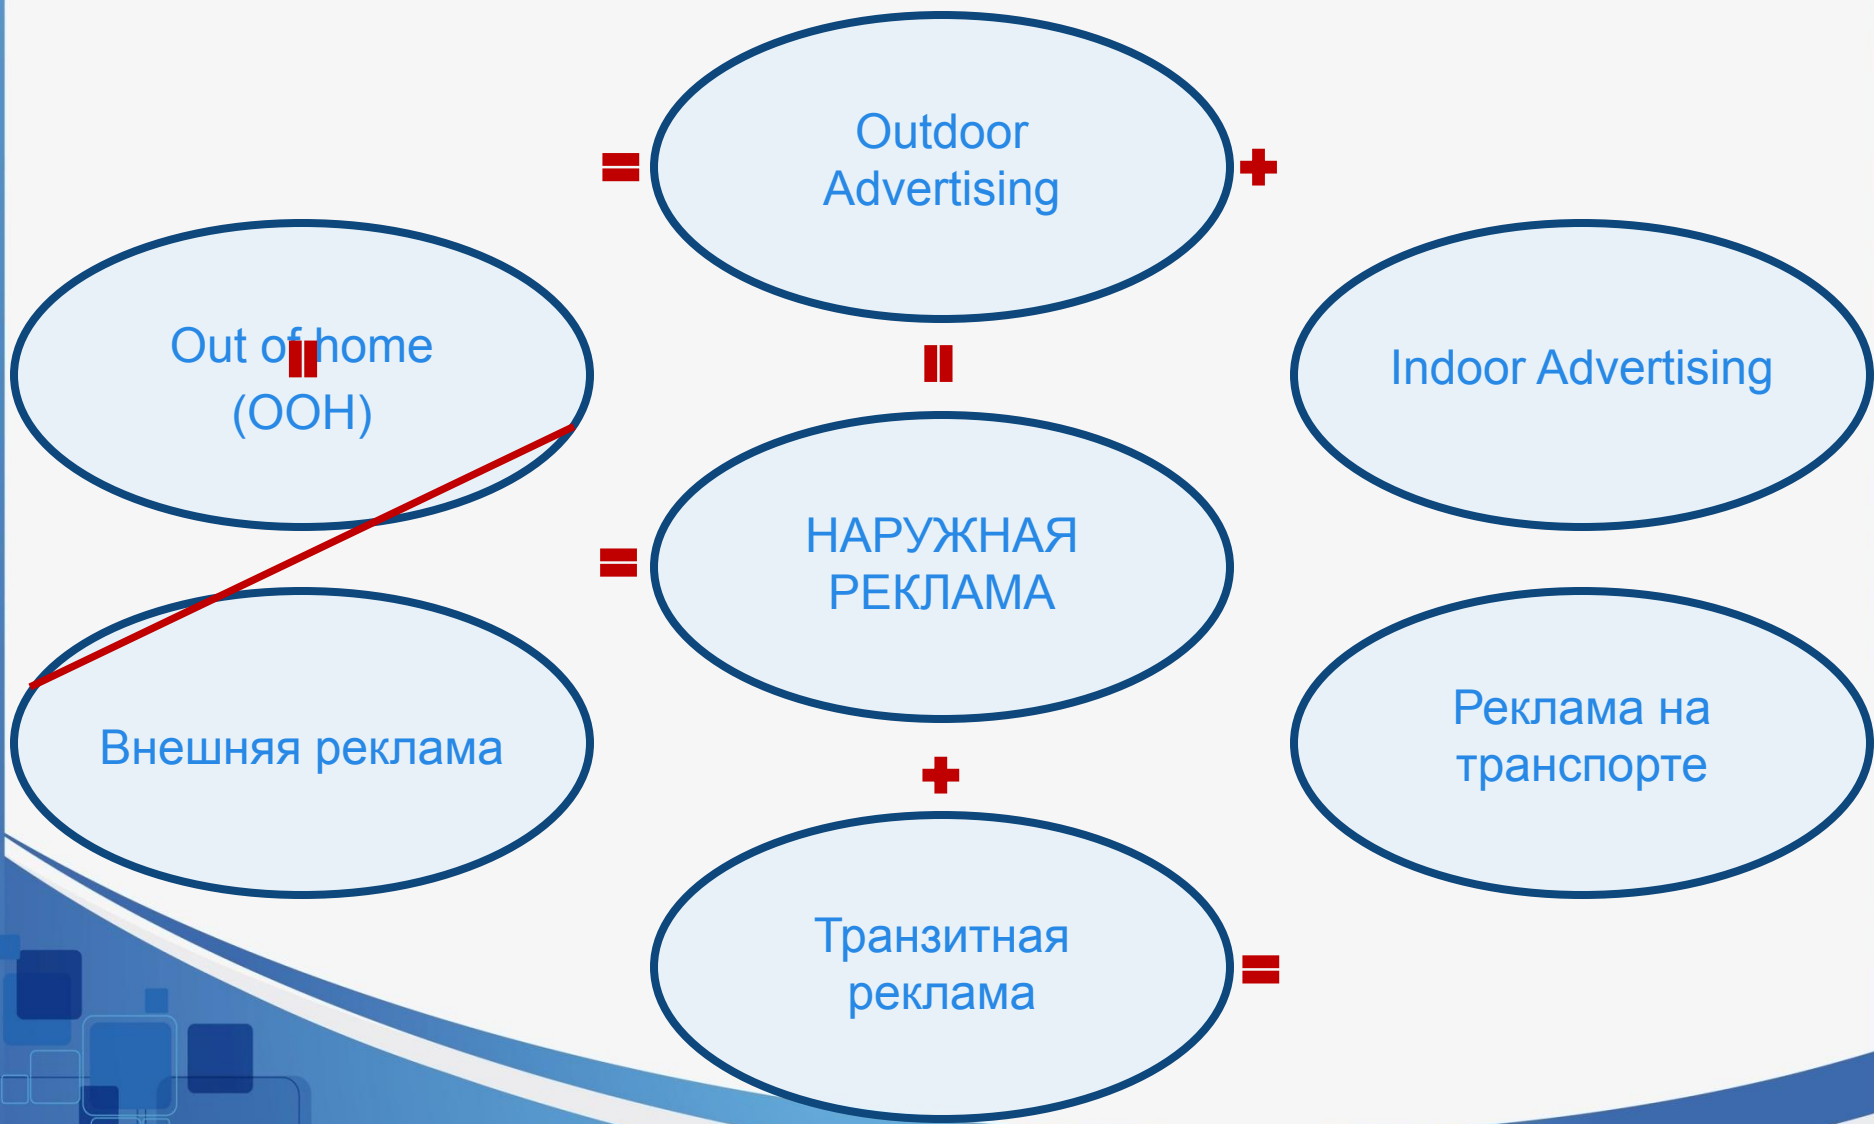 Outdoor
Advertising
Out of home
(OOH)
Indoor Advertising
НАРУЖНАЯ
РЕКЛАМА
Внешняя реклама
Реклама на
транспорте
Транзитная
реклама